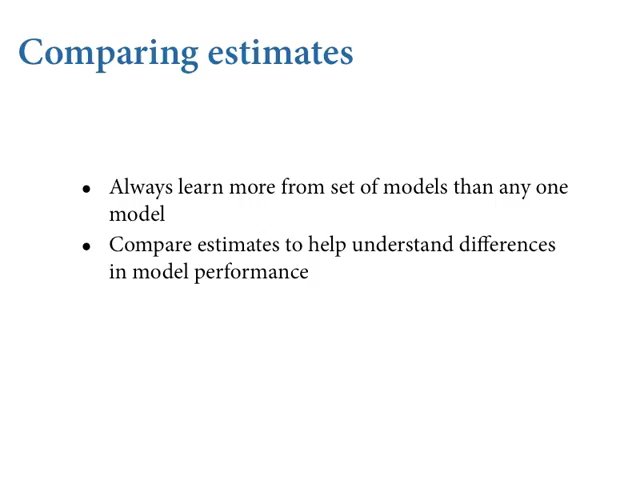 Comparing estimates
• Always learn more from set of models than any one
model
• Compare estimates to help understand differences
in model performance